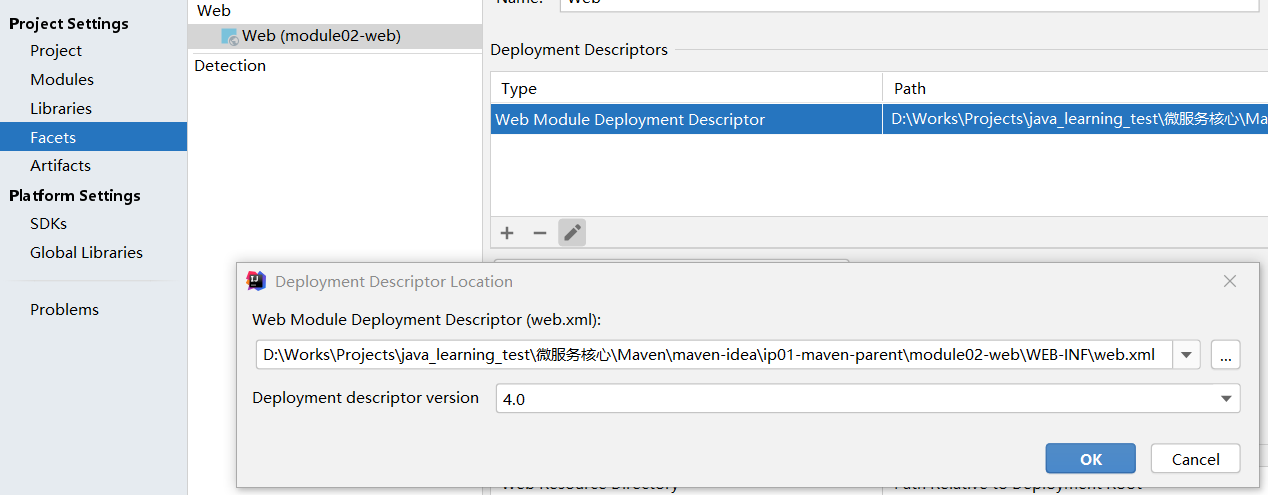 Project Settings
Project
Modules
Libraries
Facets
Artifacts
Platform Settings
SDKs
Global Libraries
Problems
Web
Web (module02-web)
Detection
Name: Web
Deployment Descriptors
Type Path
Web Module Deployment Descriptor D:\Works\Projects\java_learning_test\微服务核心\Ma
Deployment Descriptor Location
Web Module Deployment Descriptor (web.xml):
D:\Works\Projects\java_learning_test\微服务核心\Maven\maven-idea\ip01-maven-parent\module02-web\WEB-INF\web.xml
...
Deployment descriptor version 4.0
OK Cancel
Web Resource Directory Path Relative to Deployment Root